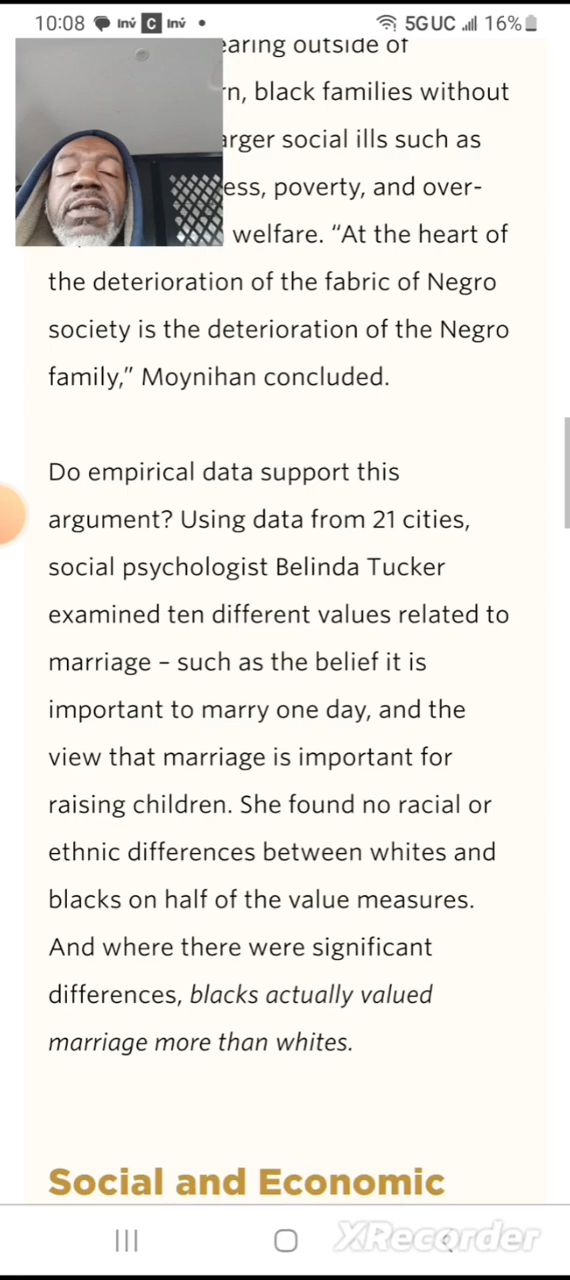 10:08 Inv C Inv 5G UC 16%
earing outside of
n, black families without
arger social ills such as
ess, poverty, and over-
welfare. “At the heart of
the deterioration of the fabric of Negro
society is the deterioration of the Negro
family,” Moynihan concluded.
Do empirical data support this
argument? Using data from 21 cities,
social psychologist Belinda Tucker
examined ten different values related to
marriage – such as the belief it is
important to marry one day, and the
view that marriage is important for
raising children. She found no racial or
ethnic differences between whites and
blacks on half of the value measures.
And where there were significant
differences, blacks actually valued
marriage more than whites.
Social and Economic
XRecorder